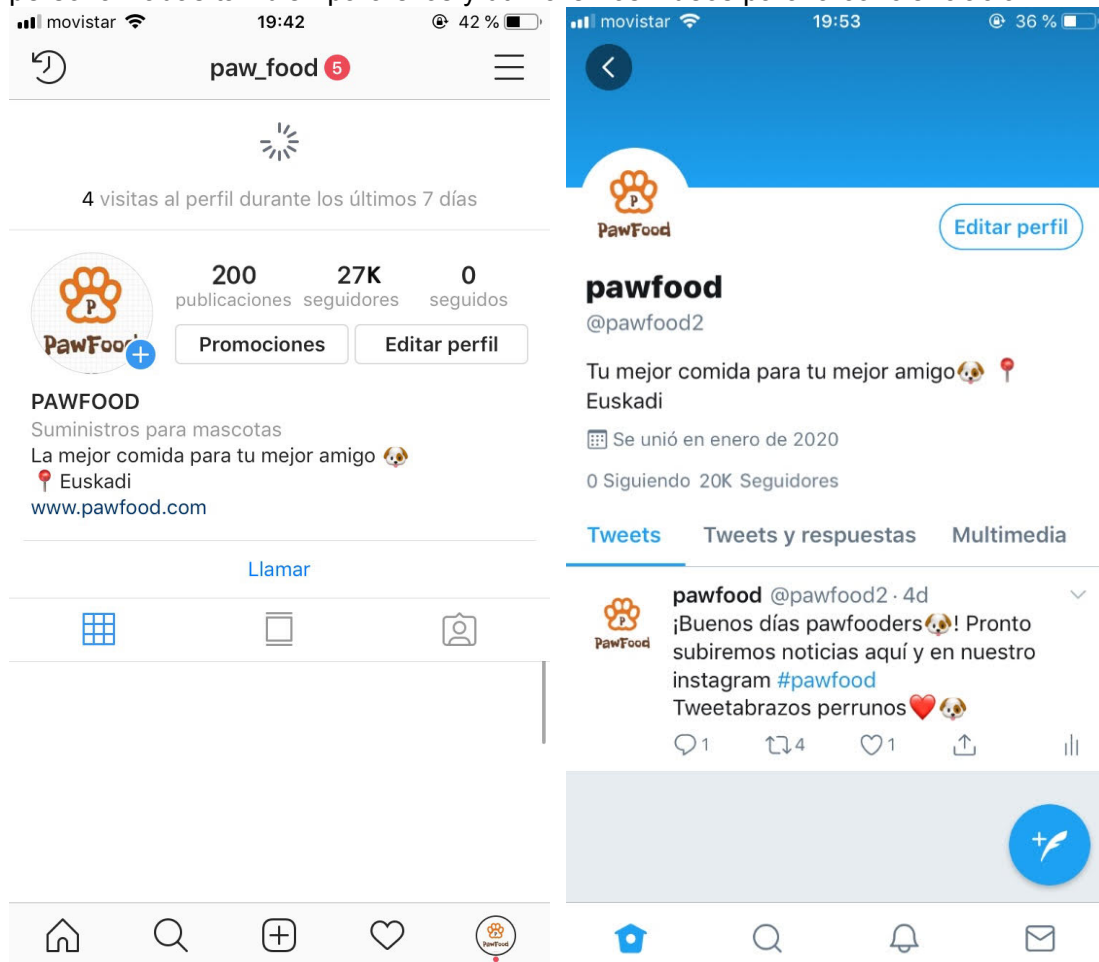 movistar 19:42 42 %
paw_food 5
4 visitas al perfil durante los últimos 7 días
200 27K 0
publicaciones seguidores seguidos
PawFood
Promociones Editar perfil
PAWFOOD
Suministros para mascotas
La mejor comida para tu mejor amigo 🐶
📍 Euskadi
www.pawfood.com
Llamar
PawFood
movistar 19:53 36 %
P
PawFood
Editar perfil
pawfood
@pawfood2
Tu mejor comida para tu mejor amigo🐶 📍
Euskadi
Se unió en enero de 2020
0 Siguiendo 20K Seguidores
Tweets Tweets y respuestas Multimedia
pawfood @pawfood2 · 4d
PawFood
¡Buenos días pawfooders🐶! Pronto
subiremos noticias aquí y en nuestro
instagram #pawfood
Tweetabrazos perrunos❤️🐶
1 4 1